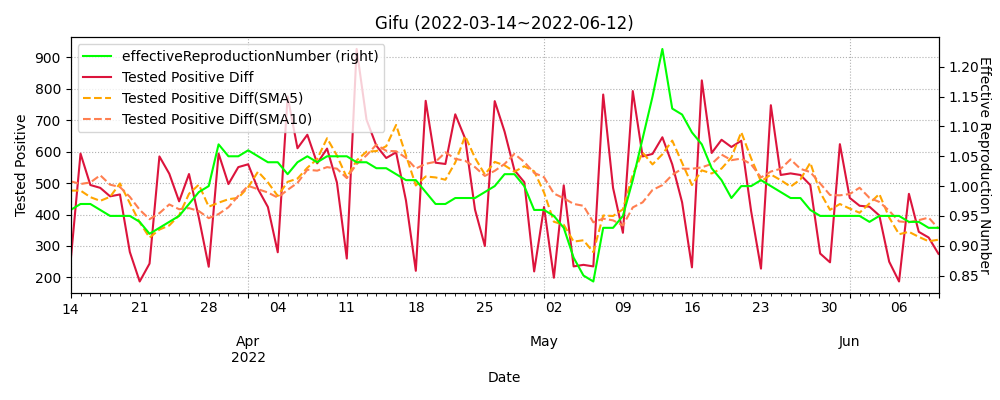 Gifu (2022-03-14~2022-06-12)
effectiveReproductionNumber (right)
Tested Positive Diff
Tested Positive Diff(SMA5)
Tested Positive Diff(SMA10)
Tested Positive
900
800
700
600
500
400
300
200
1.20
1.15
1.10
1.05
1.00
0.95
0.90
0.85
Effective Reproduction Number
14 21 28 04 11 18 25 02 09 16 23 30 06
Apr May Jun
2022
Date